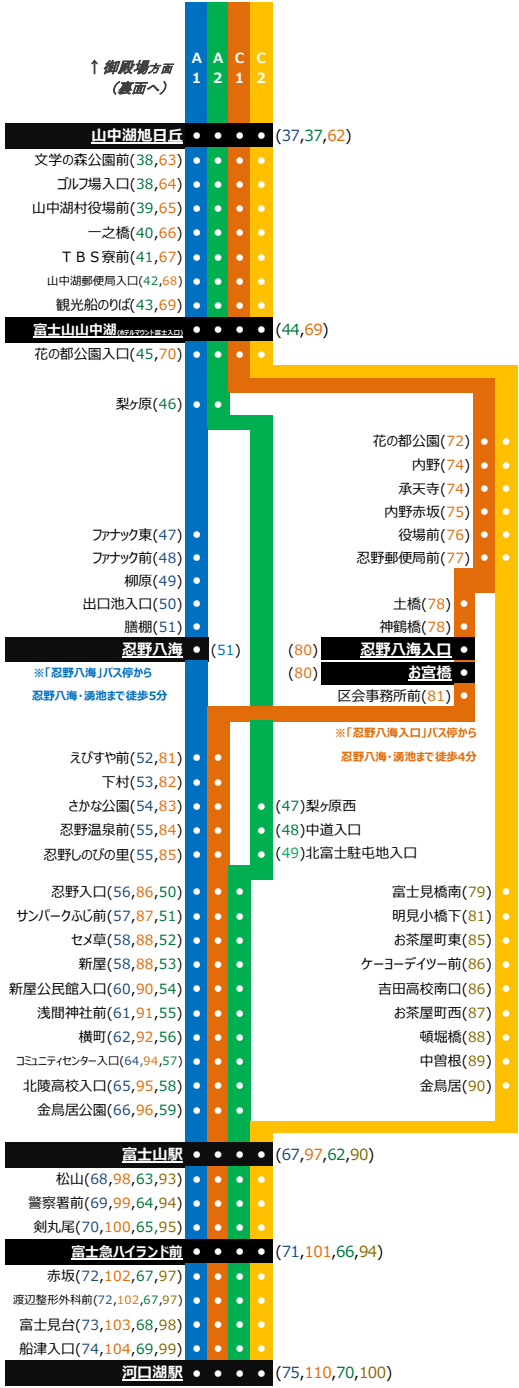 ↑御殿場方面
(裏面へ)
A1 A2 C1 C2
山中湖旭日丘 (37,37,62)
文学の森公園前(38,63)
ゴルフ場入口(38,64)
山中湖村役場前(39,65)
一之橋(40,66)
TBS寮前(41,67)
山中湖郵便局入口(42,68)
観光船のりば(43,69)
富士山山中湖(ホテルマウント富士入口) (44,69)
花の都公園入口(45,70)
梨ヶ原(46)
花の都公園(72)
内野(74)
承天寺(74)
内野赤坂(75)
役場前(76)
忍野郵便局前(77)
ファナック東(47)
ファナック前(48)
柳原(49)
出口池入口(50)
膳棚(51)
忍野八海 (51)
※「忍野八海」バス停から
忍野八海・湧池まで徒歩5分
土橋(78)
神鶴橋(78)
(80) 忍野八海入口
(80) お宮橋
区会事務所前(81)
※「忍野八海入口」バス停から
忍野八海・湧池まで徒歩4分
えびすや前(52,81)
下村(53,82)
さかな公園(54,83)
忍野温泉前(55,84)
忍野しのびの里(55,85)
(47)梨ヶ原西
(48)中道入口
(49)北富士駐屯地入口
忍野入口(56,86,50)
サンパークふじ前(57,87,51)
セメ草(58,88,52)
新屋(58,88,53)
新屋公民館入口(60,90,54)
浅間神社前(61,91,55)
横町(62,92,56)
コミュニティセンター入口(64,94,57)
北陵高校入口(65,95,58)
金鳥居公園(66,96,59)
富士見橋南(79)
明見小橋下(81)
お茶屋町東(85)
ケーヨーデイツー前(86)
吉田高校南口(86)
お茶屋町西(87)
頓堀橋(88)
中曽根(89)
金鳥居(90)
富士山駅 (67,97,62,90)
松山(68,98,63,93)
警察署前(69,99,64,94)
剣丸尾(70,100,65,95)
富士急ハイランド前 (71,101,66,94)
赤坂(72,102,67,97)
渡辺整形外科前(72,102,67,97)
富士見台(73,103,68,98)
船津入口(74,104,69,99)
河口湖駅 (75,110,70,100)